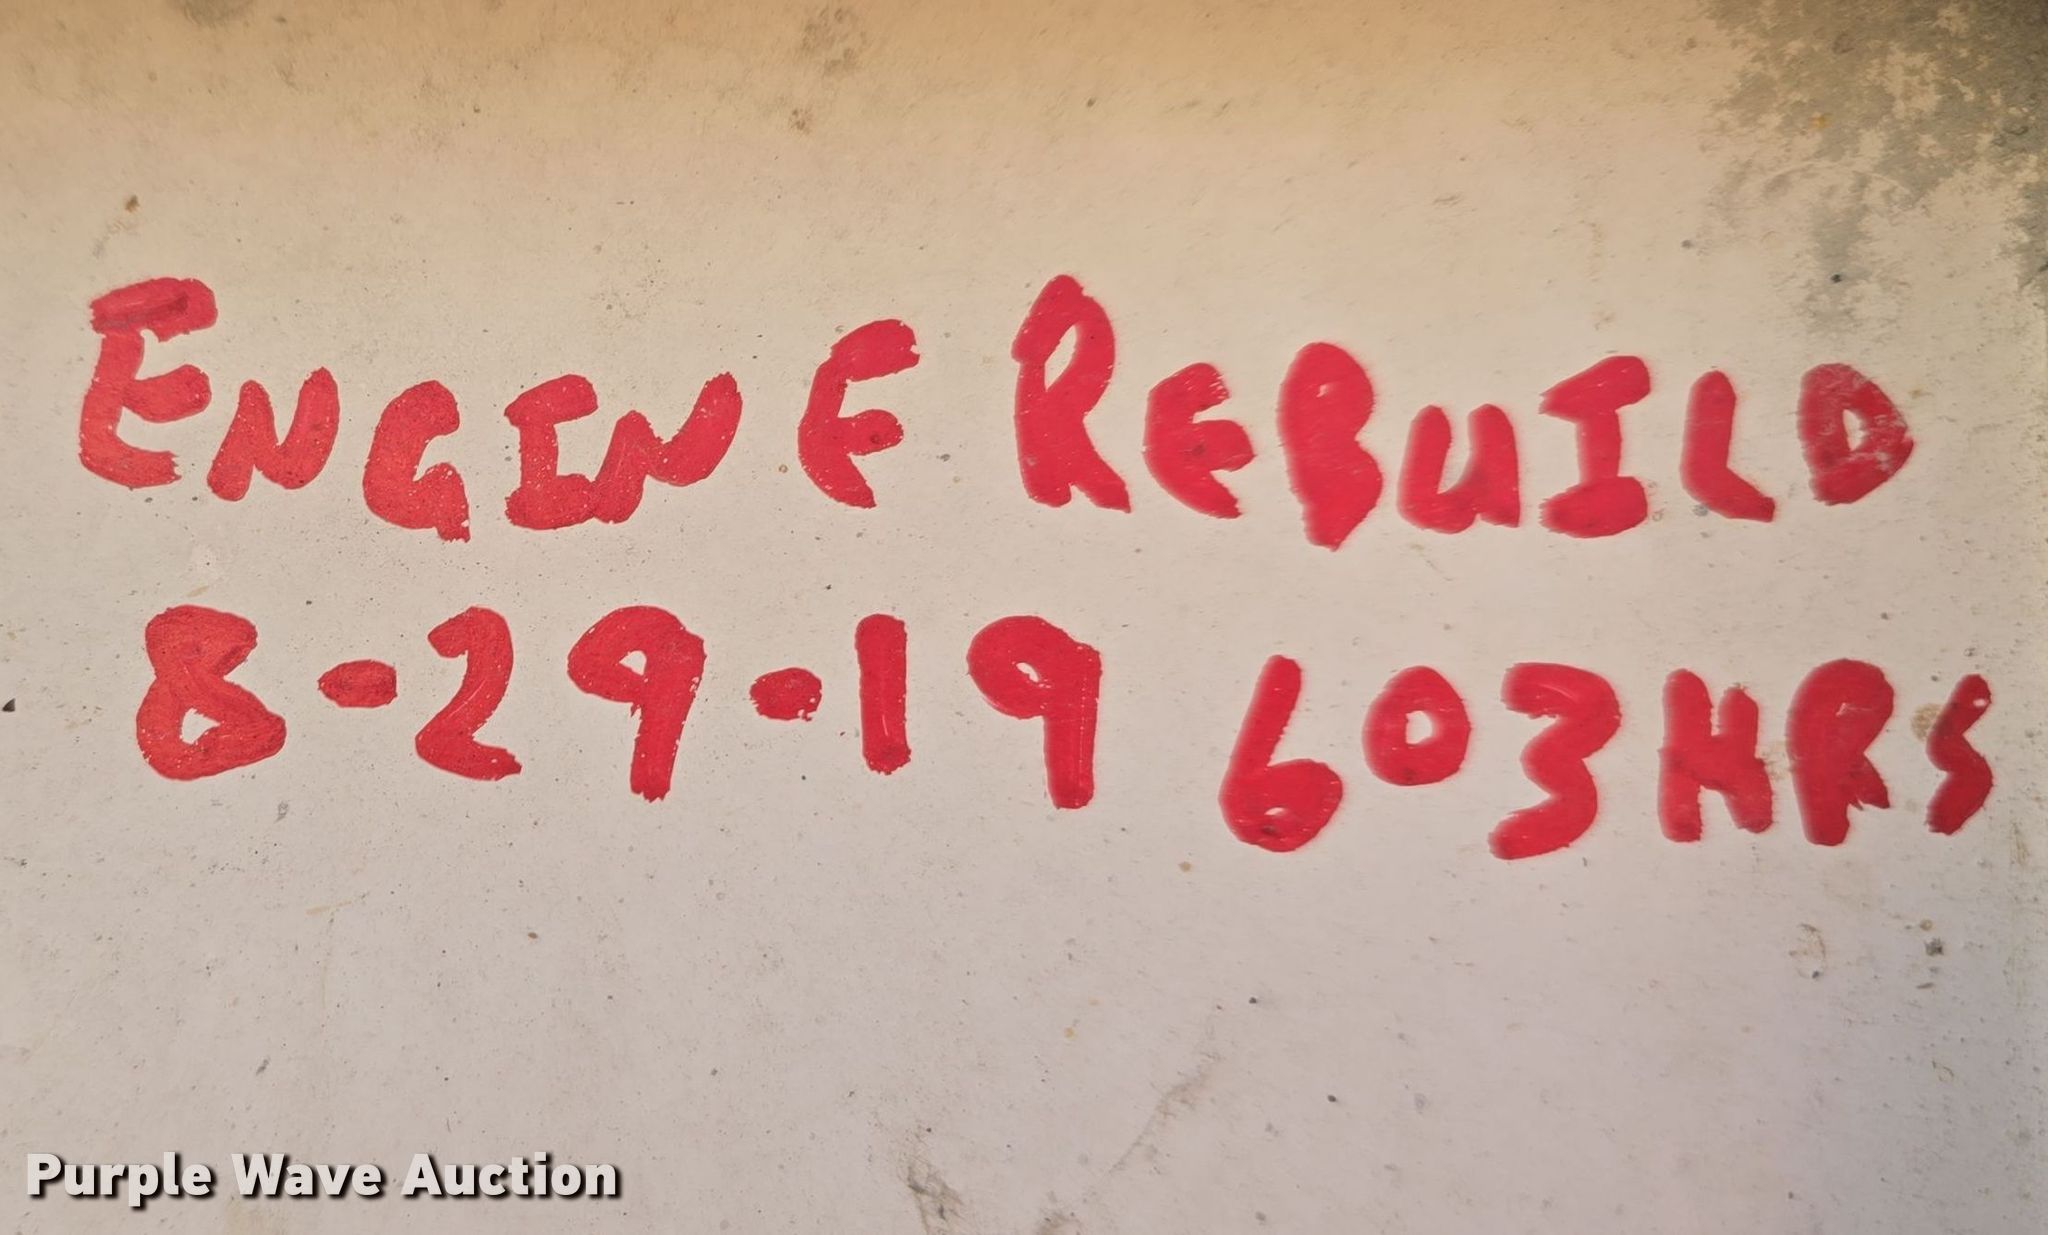 ENGINE REBUILD
8-29-19 603HRS
Purple Wave Auction